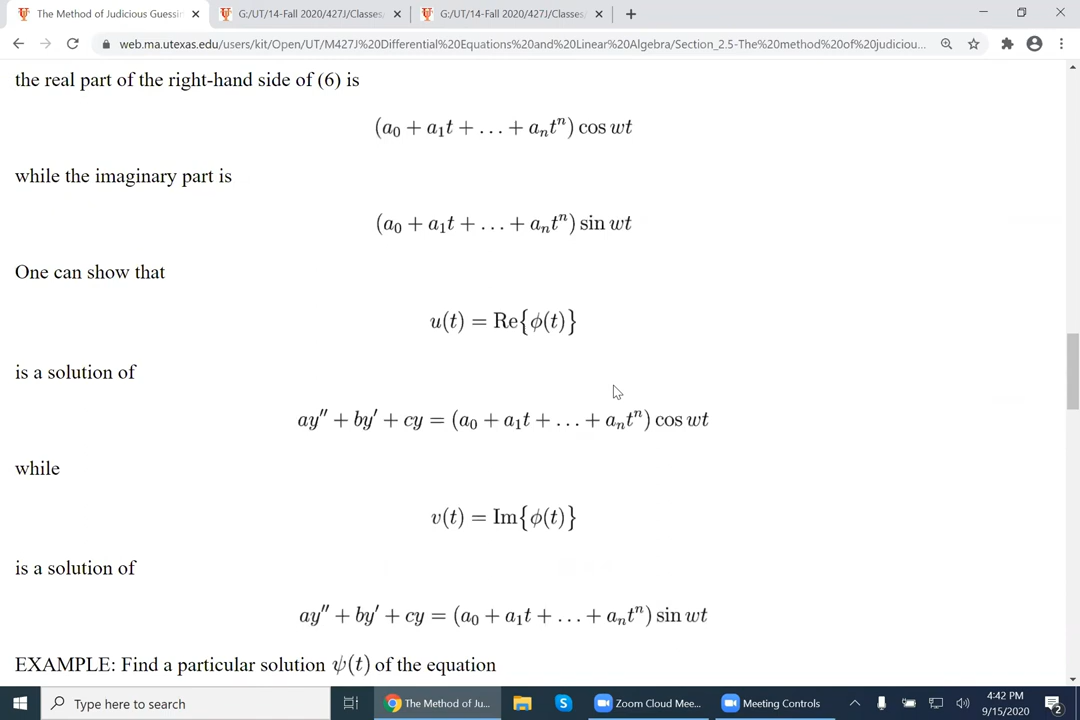 The Method of Judicious Guessin
G:/UT/14-Fall 2020/427J/Classes
G:/UT/14-Fall 2020/427J/Classes
web.ma.utexas.edu/users/kit/Open/UT/M427J%20Differential%20Equations%20and%20Linear%20Algebra/Section_2.5-The%20method%20of%20judiciou...
the real part of the right-hand side of (6) is
(a₀ + a₁t + … + aₙtⁿ) cos wt
while the imaginary part is
(a₀ + a₁t + … + aₙtⁿ) sin wt
One can show that
u(t) = Re{ϕ(t)}
is a solution of
ay″ + by′ + cy = (a₀ + a₁t + … + aₙtⁿ) cos wt
while
v(t) = Im{ϕ(t)}
is a solution of
ay″ + by′ + cy = (a₀ + a₁t + … + aₙtⁿ) sin wt
EXAMPLE: Find a particular solution ψ(t) of the equation
Type here to search
The Method of Ju...
Zoom Cloud Mee...
Meeting Controls
4:42 PM
9/15/2020
2